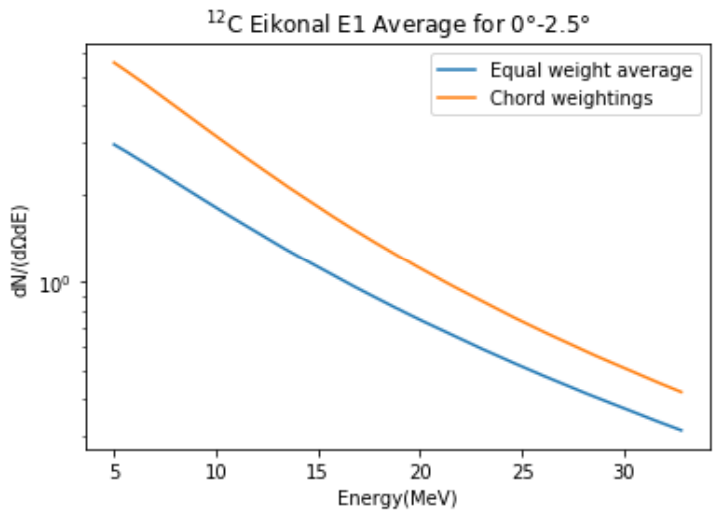 ¹²C Eikonal E1 Average for 0°-2.5°
Equal weight average
Chord weightings
dN/(dΩdE)
10⁰
5 10 15 20 25 30
Energy(MeV)